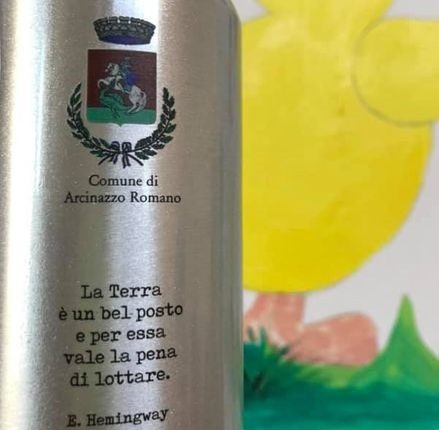 Comune di
Arcinazzo Romano
La Terra
è un bel posto
e per essa
vale la pena
di lottare.
E. Hemingway